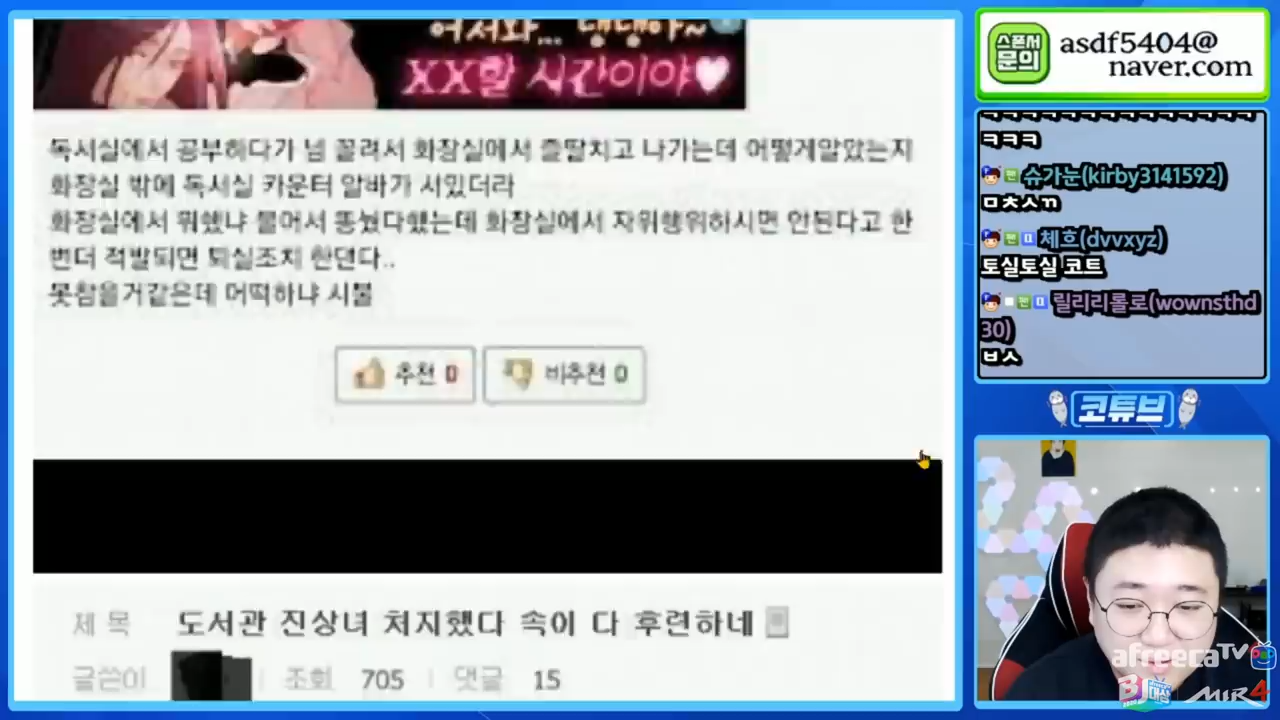 어서와... 댕댕아~
XX할 시간이야♥
독서실에서 공부하다가 넘 꼴려서 화장실에서 즐딸치고 나가는데 어떻게알았는지
화장실 밖에 독서실 카운터 알바가 서있더라
화장실에서 뭐했냐 물어서 똥눴다했는데 화장실에서 자위행위하시면 안된다고 한
번더 적발되면 퇴실조치 한댄다..
못참을거같은데 어떡하냐 시불
추천 0
비추천 0
제 목 도서관 진상녀 처지했다 속이 다 후련하네
글쓴이 조회 705 댓글 15
스폰서
문의
asdf5404@
naver.com
ㅋㅋㅋ
슈가눈(kirby3141592)
ㅁㅊㅅㄲ
체흐(dvvxyz)
토실토실 코트
릴리리롤로(wownsthd
30)
ㅂㅅ
코튜브
afreecaTV
BJ대상 MIR4